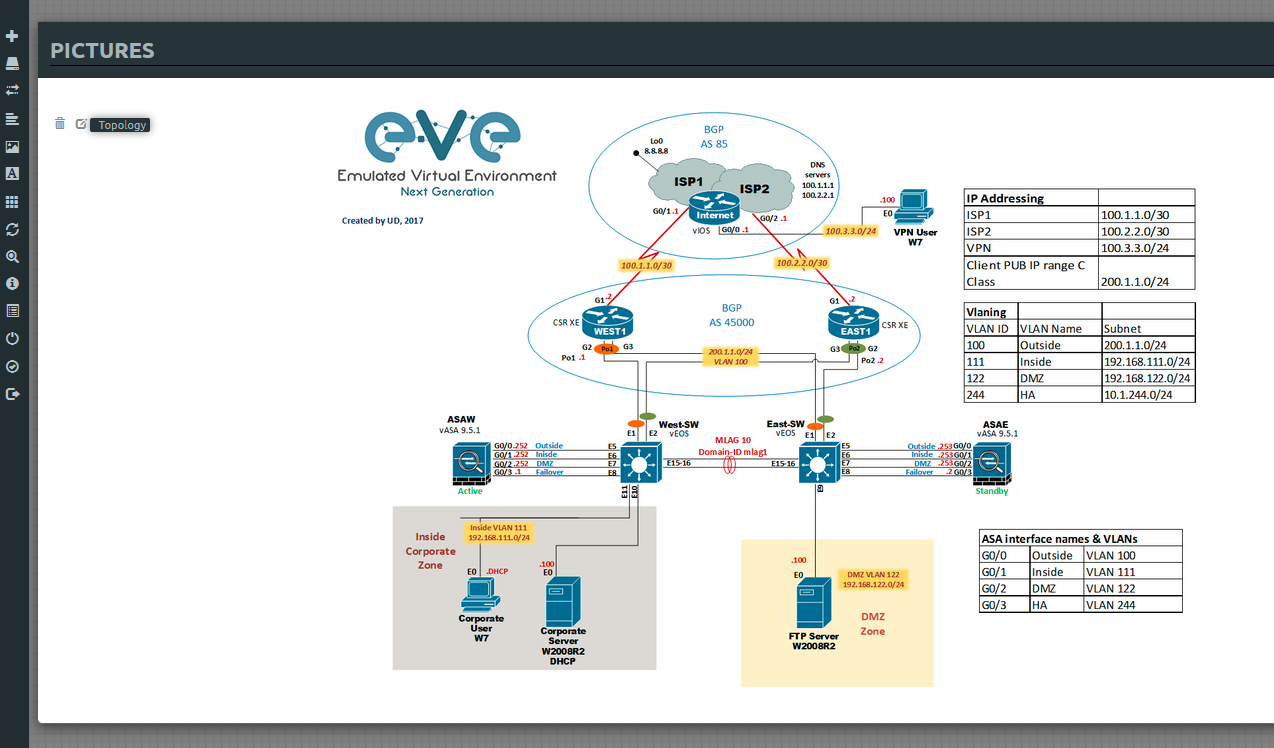 PICTURES
Topology
eve
Emulated Virtual Environment
Next Generation
Created by UD, 2017
BGP
AS 85
Lo0
8.8.8.8
ISP1
ISP2
DNS
servers
100.1.1.1
100.2.2.1
Internet
vIOS
G0/1 .1
G0/2 .1
G0/0 .1
100.3.3.0/24
.100
E0
VPN User
W7
100.1.1.0/30
100.2.2.0/30
BGP
AS 45000
G1 .2
CSR XE
WEST1
G2
Po1
G3
Po1 .1
G1 .2
EAST1
CSR XE
G3
Po2
G2
Po2 .2
200.1.1.0/24
VLAN 100
IP Addressing
ISP1 100.1.1.0/30
ISP2 100.2.2.0/30
VPN 100.3.3.0/24
Client PUB IP range C
Class 200.1.1.0/24
Vlaning
VLAN ID VLAN Name Subnet
100 Outside 200.1.1.0/24
111 Inside 192.168.111.0/24
122 DMZ 192.168.122.0/24
244 HA 10.1.244.0/24
ASAW
vASA 9.5.1
G0/0 .252 Outside E5
G0/1 .252 Inisde E6
G0/2 .252 DMZ E7
G0/3 .1 Failover E8
Active
West-SW
vEOS
E1 E2
E15-16
E11
E10
MLAG 10
Domain-ID mlag1
East-SW
vEOS
E1 E2
E15-16
E9
ASAE
vASA 9.5.1
E5 Outside .253 G0/0
E6 Inisde .253 G0/1
E7 DMZ .253 G0/2
E8 Failover .2 G0/3
Standby
Inside
Corporate
Zone
Inside VLAN 111
192.168.111.0/24
E0 .DHCP
Corporate
User
W7
.100
E0
Corporate
Server
W2008R2
DHCP
.100
E0
DMZ VLAN 122
192.168.122.0/24
FTP Server
W2008R2
DMZ
Zone
ASA interface names & VLANs
G0/0 Outside VLAN 100
G0/1 Inside VLAN 111
G0/2 DMZ VLAN 122
G0/3 HA VLAN 244